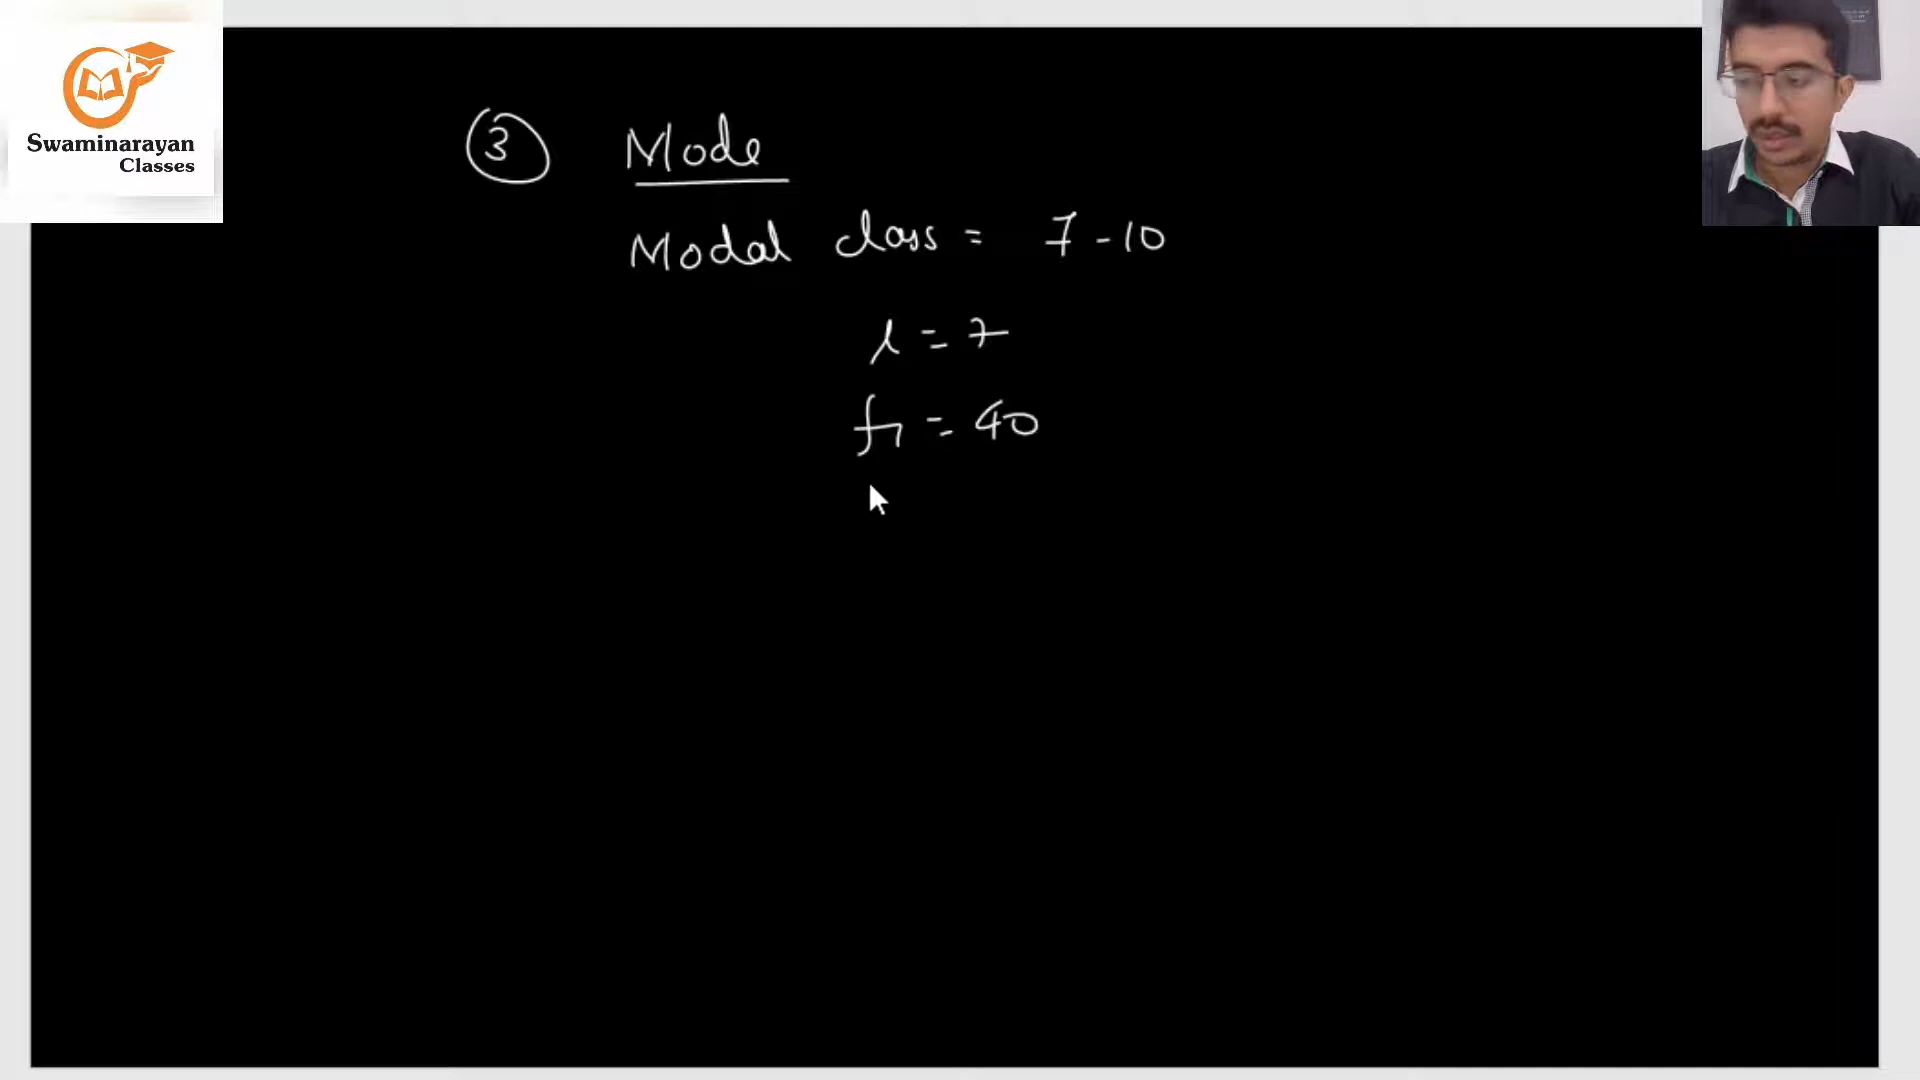 Swaminarayan
Classes
3 Mode
Modal class = 7 - 10
l = 7
f1 = 40